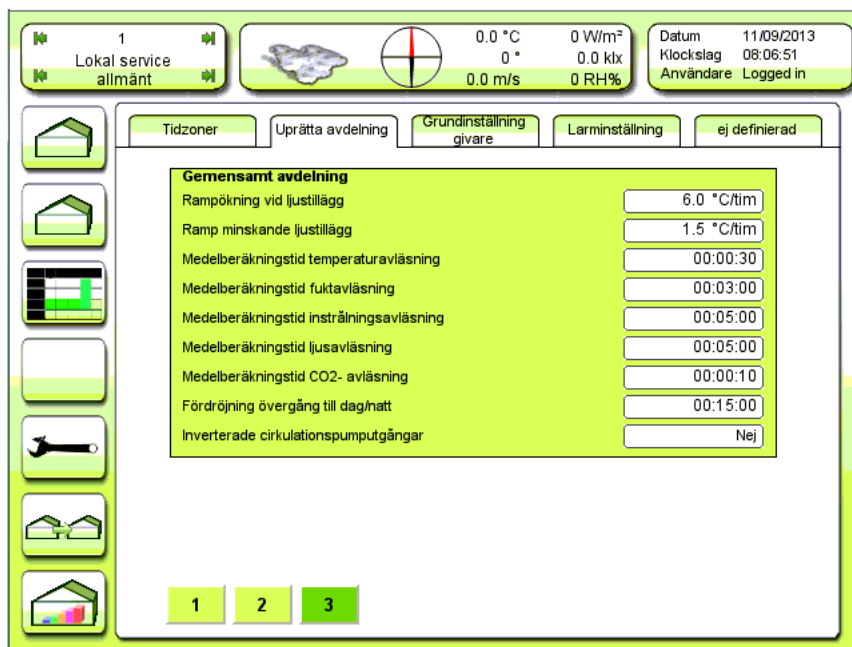 1
Lokal service
allmänt
0.0 °C
0 °
0.0 m/s
0 W/m²
0.0 klx
0 RH%
Datum 11/09/2013
Klockslag 08:06:51
Användare Logged in
Tidzoner
Uprätta avdelning
Grundinställning
givare
Larminställning
ej definierad
Gemensamt avdelning
Rampökning vid ljustillägg 6.0 °C/tim
Ramp minskande ljustillägg 1.5 °C/tim
Medelberäkningstid temperaturavläsning 00:00:30
Medelberäkningstid fuktavläsning 00:03:00
Medelberäkningstid instrålningsavläsning 00:05:00
Medelberäkningstid ljusavläsning 00:05:00
Medelberäkningstid CO2- avläsning 00:00:10
Fördröjning övergång till dag/natt 00:15:00
Inverterade cirkulationspumputgångar Nej
1 2 3